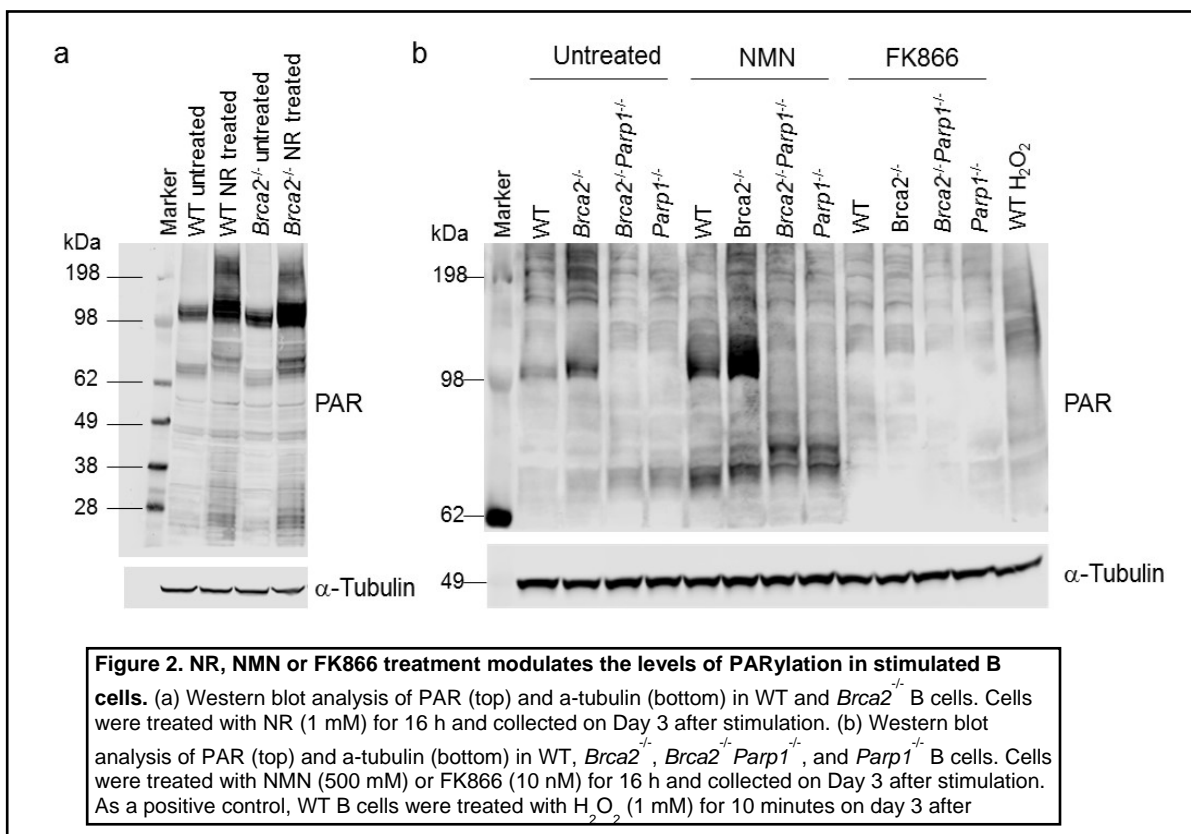 a
Marker
WT untreated
WT NR treated
Brca2-/- untreated
Brca2-/- NR treated
kDa
198
98
62
49
38
28
PAR
α-Tubulin
b
Untreated
NMN
FK866
Marker
WT
Brca2-/-
Brca2-/-Parp1-/-
Parp1-/-
WT
Brca2-/-
Brca2-/-Parp1-/-
Parp1-/-
WT
Brca2-/-
Brca2-/-Parp1-/-
Parp1-/-
WT H2O2
kDa
198
98
62
49
PAR
α-Tubulin
Figure 2. NR, NMN or FK866 treatment modulates the levels of PARylation in stimulated B
cells. (a) Western blot analysis of PAR (top) and a-tubulin (bottom) in WT and Brca2-/- B cells. Cells
were treated with NR (1 mM) for 16 h and collected on Day 3 after stimulation. (b) Western blot
analysis of PAR (top) and a-tubulin (bottom) in WT, Brca2-/-, Brca2-/-Parp1-/-, and Parp1-/- B cells. Cells
were treated with NMN (500 mM) or FK866 (10 nM) for 16 h and collected on Day 3 after stimulation.
As a positive control, WT B cells were treated with H2O2 (1 mM) for 10 minutes on day 3 after